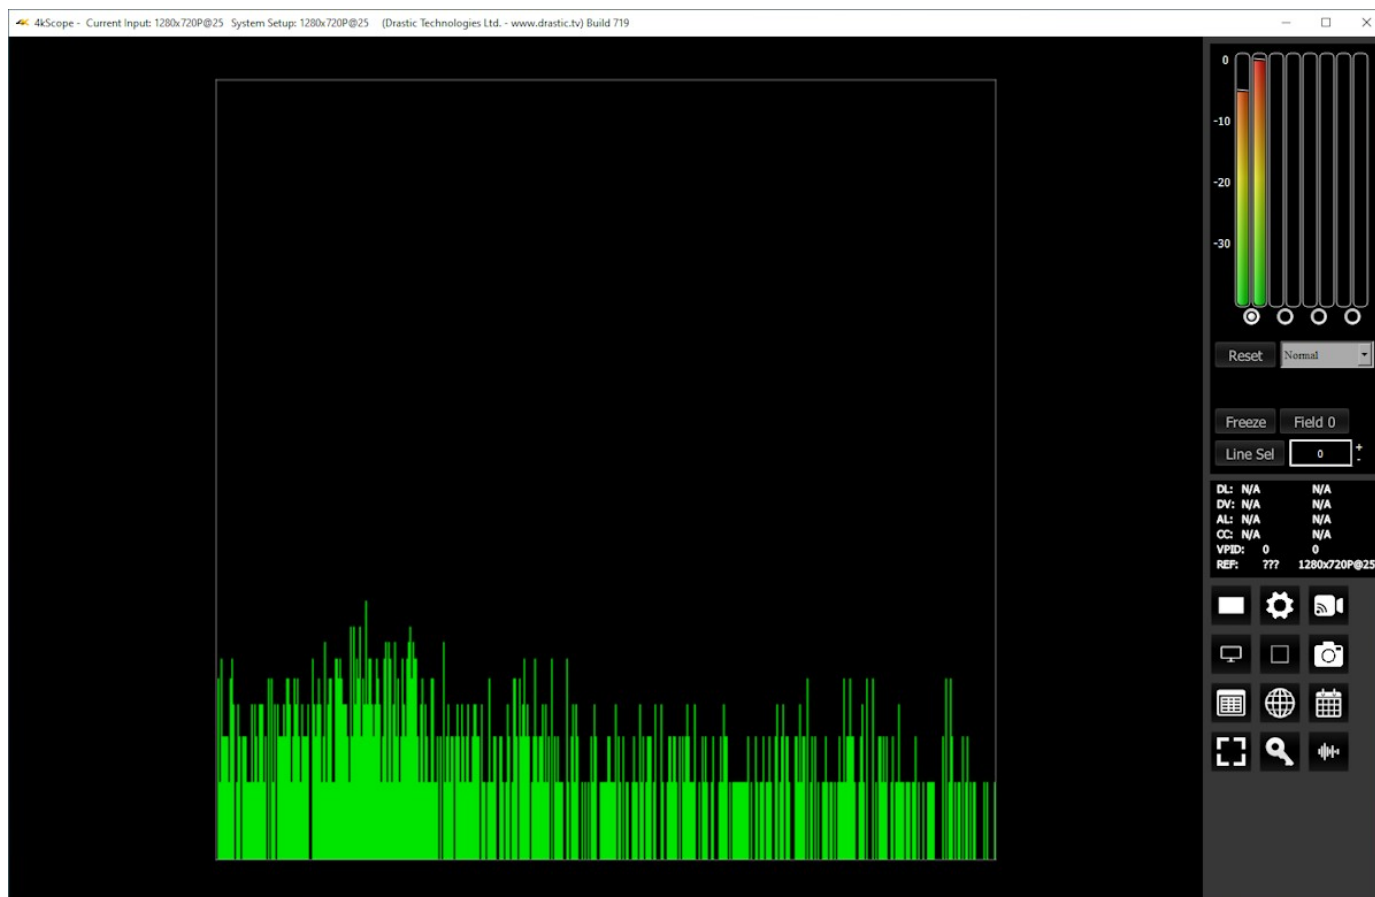 4K 4kScope - Current Input: 1280x720P@25 System Setup: 1280x720P@25 (Drastic Technologies Ltd. - www.drastic.tv) Build 719
0
-10
-20
-30
Reset Normal
Freeze Field 0
Line Sel 0 + -
DL: N/A N/A
DV: N/A N/A
AL: N/A N/A
CC: N/A N/A
VPID: 0 0
REF: ??? 1280x720P@25